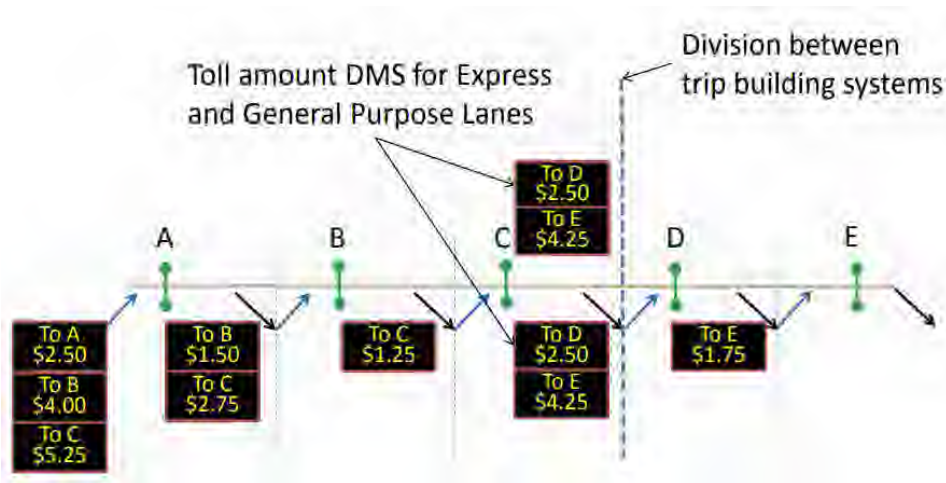 Division between
trip building systems
Toll amount DMS for Express
and General Purpose Lanes
To D
$2.50
To E
$4.25
A
B
C
D
E
To A
$2.50
To B
$4.00
To C
$5.25
To B
$1.50
To C
$2.75
To C
$1.25
To D
$2.50
To E
$4.25
To E
$1.75